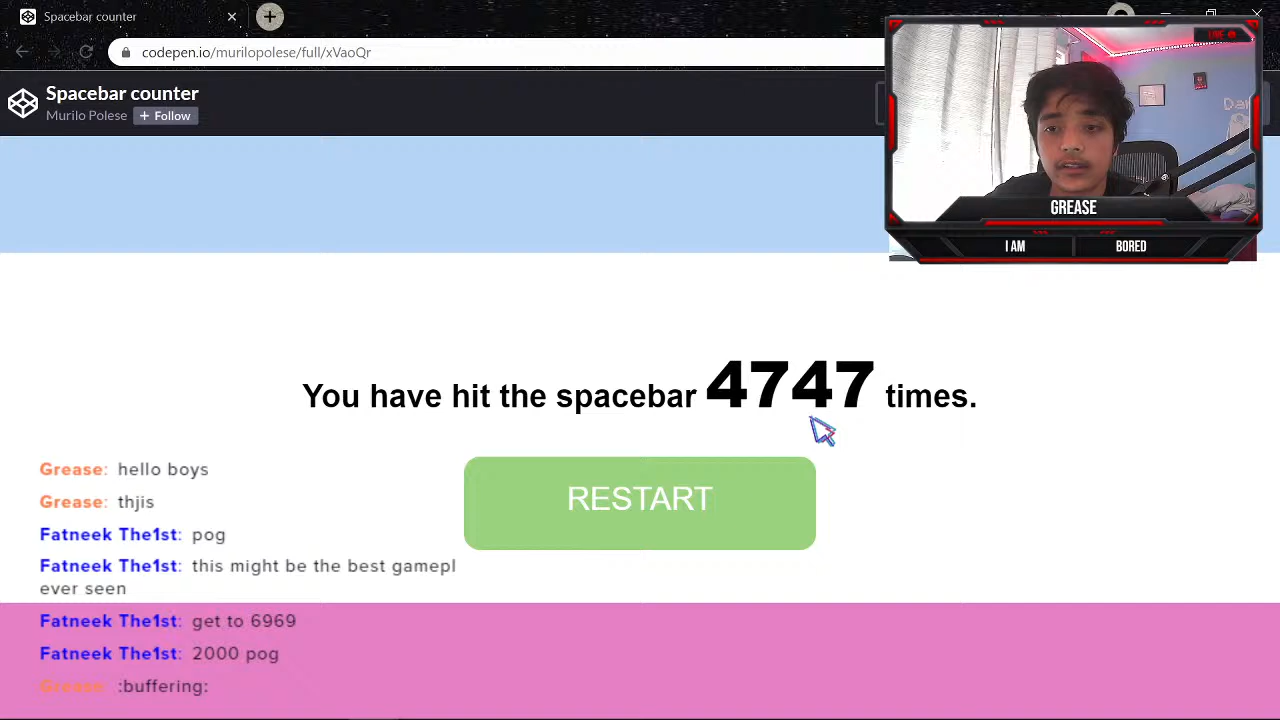 Spacebar counter
codepen.io/murilopolese/full/xVaoQr
Spacebar counter
Murilo Polese + Follow
LIVE
GREASE
I AM BORED
You have hit the spacebar 4747 times.
RESTART
Grease: hello boys
Grease: thjis
Fatneek The1st: pog
Fatneek The1st: this might be the best gamepl
ever seen
Fatneek The1st: get to 6969
Fatneek The1st: 2000 pog
Grease: :buffering: